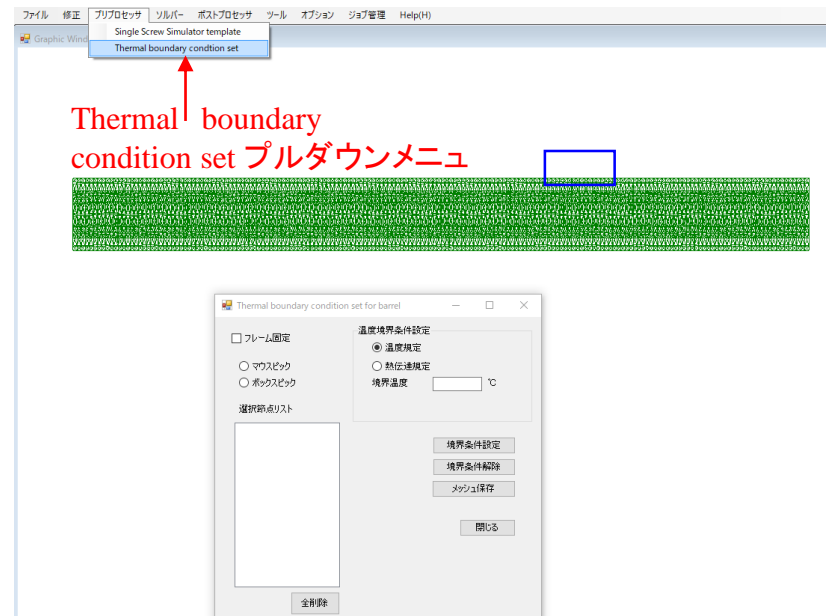 ファイル 修正 プリプロセッサ ソルバー ポストプロセッサ ツール オプション ジョブ管理 Help(H)
Single Screw Simulator template
Graphic Wind
Thermal boundary condtion set
Thermal boundary
condition set プルダウンメニュ
Thermal boundary condition set for barrel
フレーム固定
温度境界条件設定
温度規定
マウスピック
熱伝達規定
ボックスピック
境界温度 ℃
選択節点リスト
境界条件設定
境界条件解除
メッシュ保存
閉じる
全削除